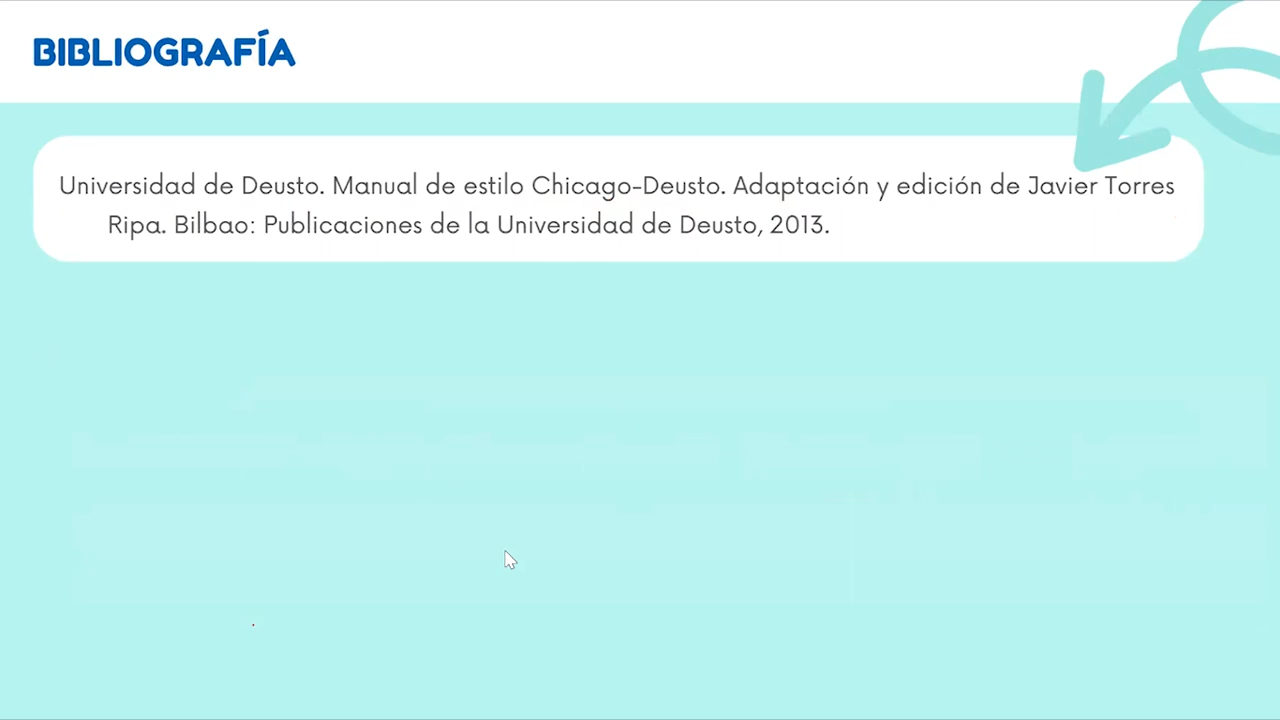 BIBLIOGRAFÍA
Universidad de Deusto. Manual de estilo Chicago-Deusto. Adaptación y edición de Javier Torres
Ripa. Bilbao: Publicaciones de la Universidad de Deusto, 2013.